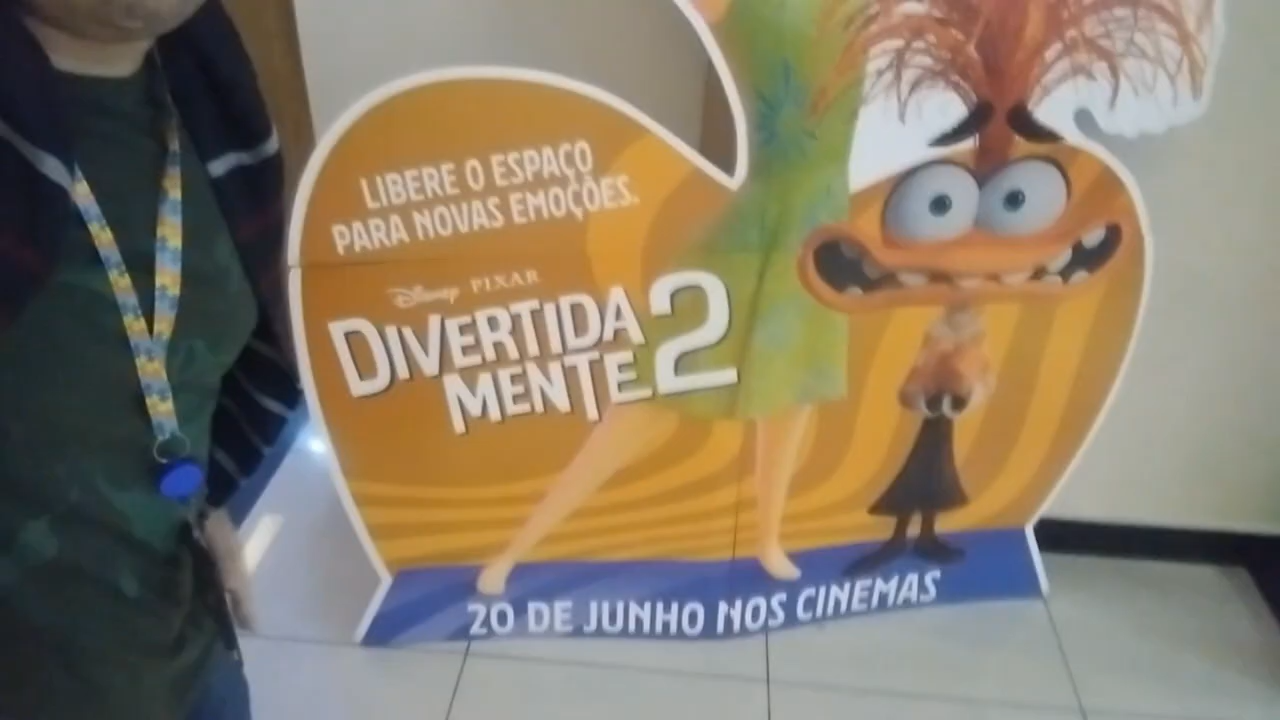 LIBERE O ESPAÇO
PARA NOVAS EMOÇÕES.
Disney PIXAR
DIVERTIDA
MENTE 2
20 DE JUNHO NOS CINEMAS